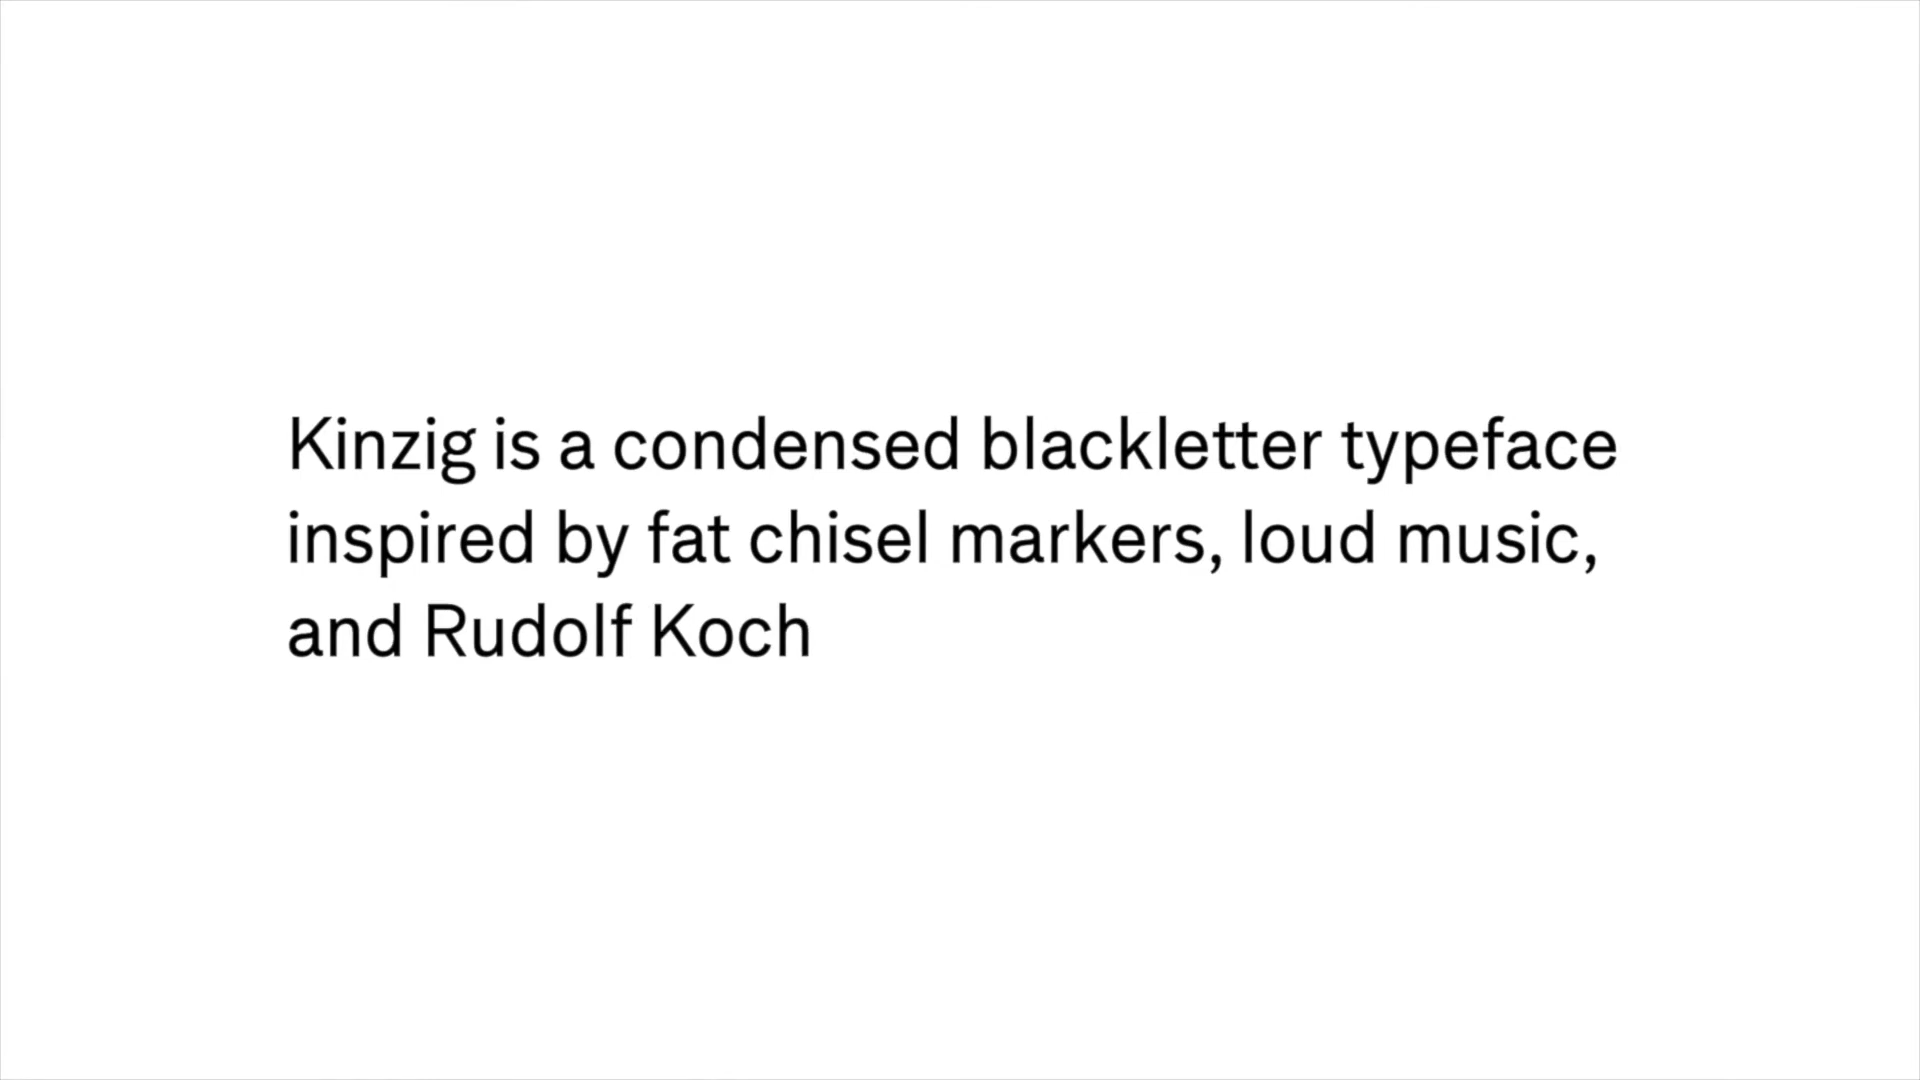 Kinzig is a condensed blackletter typeface
inspired by fat chisel markers, loud music,
and Rudolf Koch